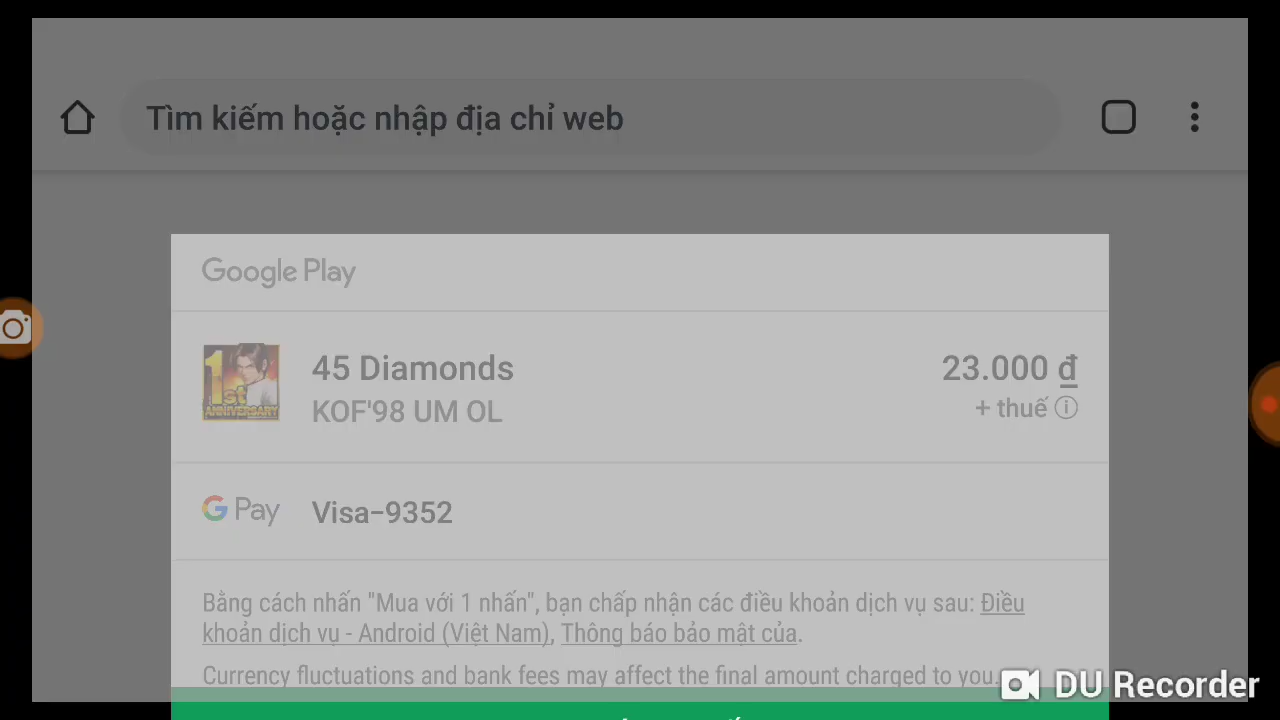 Tìm kiếm hoặc nhập địa chỉ web
Google Play
1st
ANNIVERSARY
45 Diamonds
23.000 đ
KOF'98 UM OL
+ thuế
G Pay
Visa-9352
Bằng cách nhấn "Mua với 1 nhấn", bạn chấp nhận các điều khoản dịch vụ sau: Điều
khoản dịch vụ - Android (Việt Nam), Thông báo bảo mật của.
Currency fluctuations and bank fees may affect the final amount charged to you.
DU Recorder